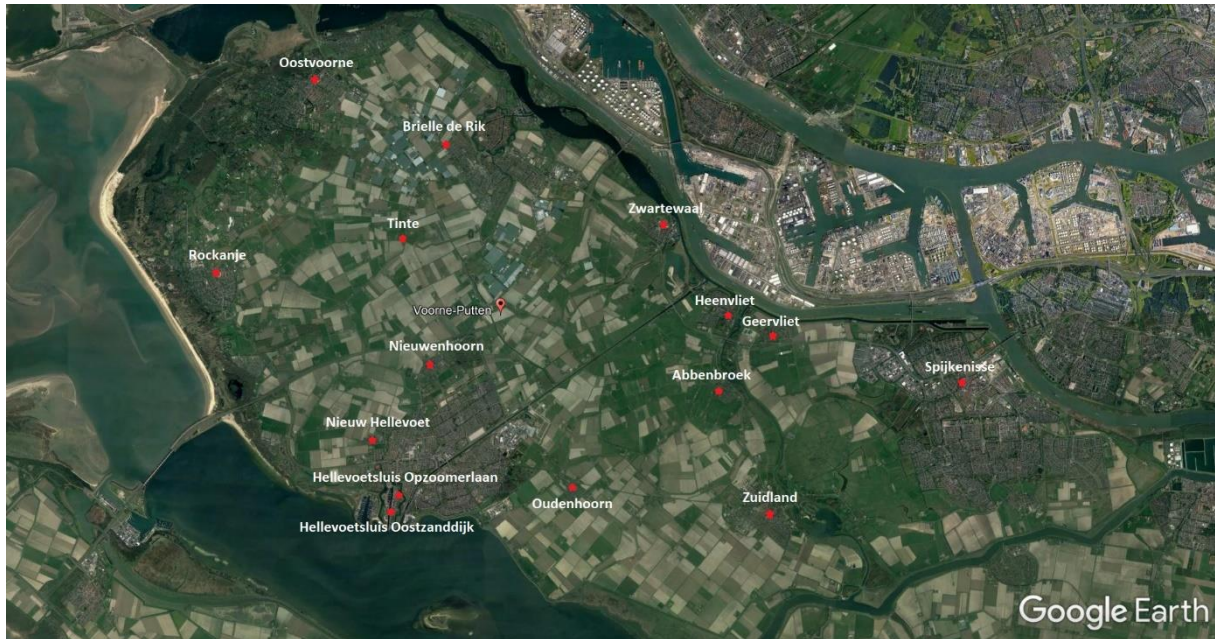 Oostvoorne
Brielle de Rik
Zwartewaal
Tinte
Rockanje
Voorne-Putten
Heenvliet
Geervliet
Nieuwenhoorn
Spijkenisse
Abbenbroek
Nieuw Hellevoet
Hellevoetsluis Opzoomerlaan
Zuidland
Oudenhoorn
Hellevoetsluis Oostzanddijk
Google Earth